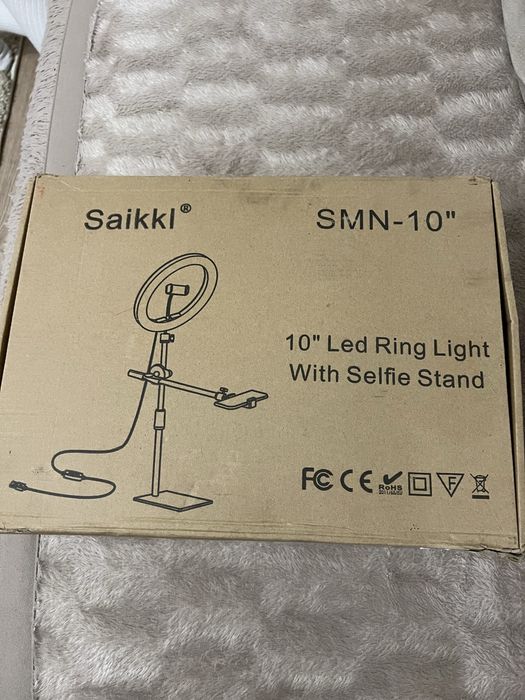 Saikkl®
SMN-10"
10" Led Ring Light
With Selfie Stand
FC CE RoHS F